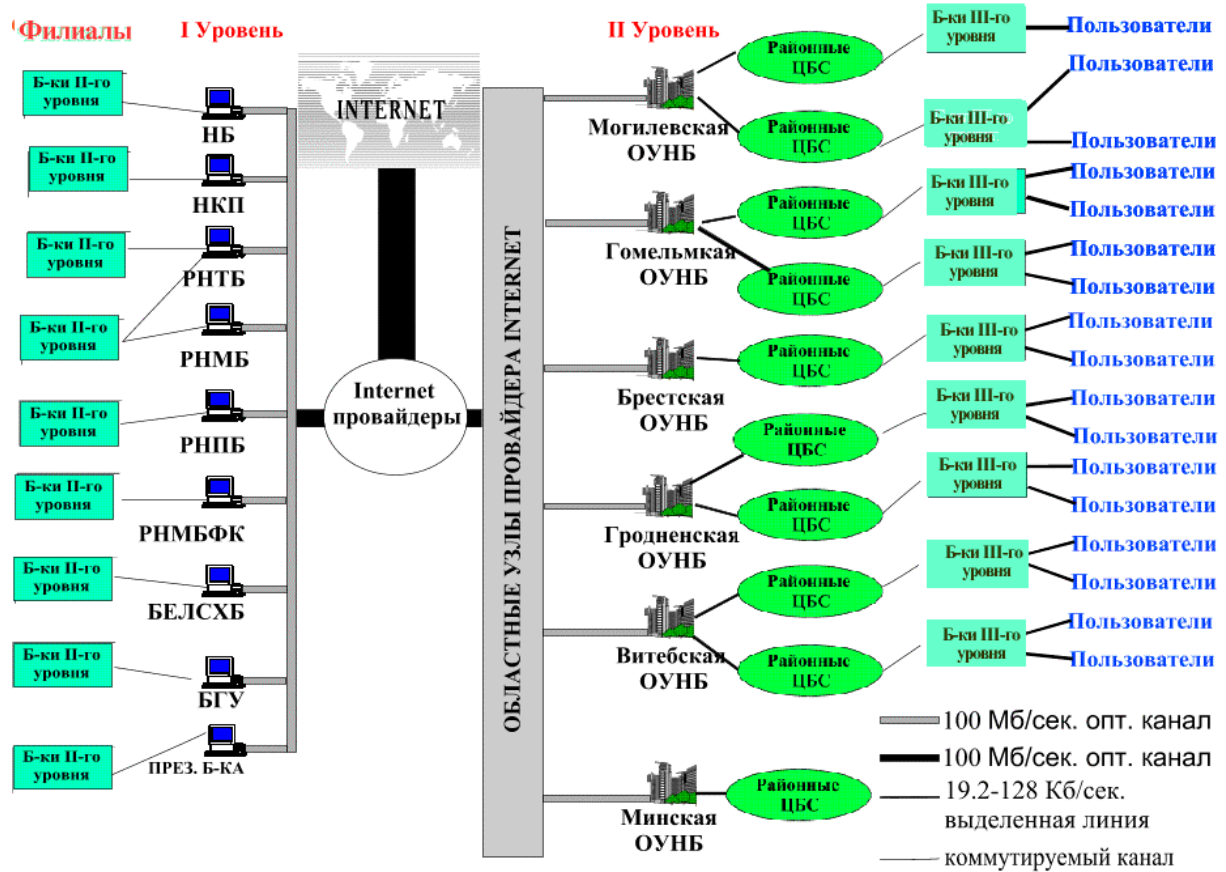 Филиалы
I Уровень
Б-ки II-го
уровня
НБ
Б-ки II-го
уровня
НКП
Б-ки II-го
уровня
РНТБ
Б-ки II-го
уровня
РНМБ
Б-ки II-го
уровня
РНПБ
Б-ки II-го
уровня
РНМБФК
Б-ки II-го
уровня
БЕЛСХБ
Б-ки II-го
уровня
БГУ
Б-ки II-го
уровня
ПРЕЗ. Б-КА
INTERNET
Internet
провайдеры
ОБЛАСТНЫЕ УЗЛЫ ПРОВАЙДЕРА INTERNET
II Уровень
Могилевская
ОУНБ
Районные
ЦБС
Районные
ЦБС
Б-ки III-го
уровня
Б-ки III-го
уровня
Пользователи
Пользователи
Пользователи
Гомельмкая
ОУНБ
Районные
ЦБС
Районные
ЦБС
Б-ки III-го
уровня
Б-ки III-го
уровня
Пользователи
Пользователи
Пользователи
Пользователи
Брестская
ОУНБ
Районные
ЦБС
Б-ки III-го
уровня
Пользователи
Пользователи
Гродненская
ОУНБ
Районные
ЦБС
Районные
ЦБС
Б-ки III-го
уровня
Б-ки III-го
уровня
Пользователи
Пользователи
Пользователи
Пользователи
Витебская
ОУНБ
Районные
ЦБС
Районные
ЦБС
Б-ки III-го
уровня
Б-ки III-го
уровня
Пользователи
Пользователи
Пользователи
Пользователи
Минская
ОУНБ
Районные
ЦБС
100 Мб/сек. опт. канал
100 Мб/сек. опт. канал
19.2-128 Кб/сек.
выделенная линия
коммутируемый канал